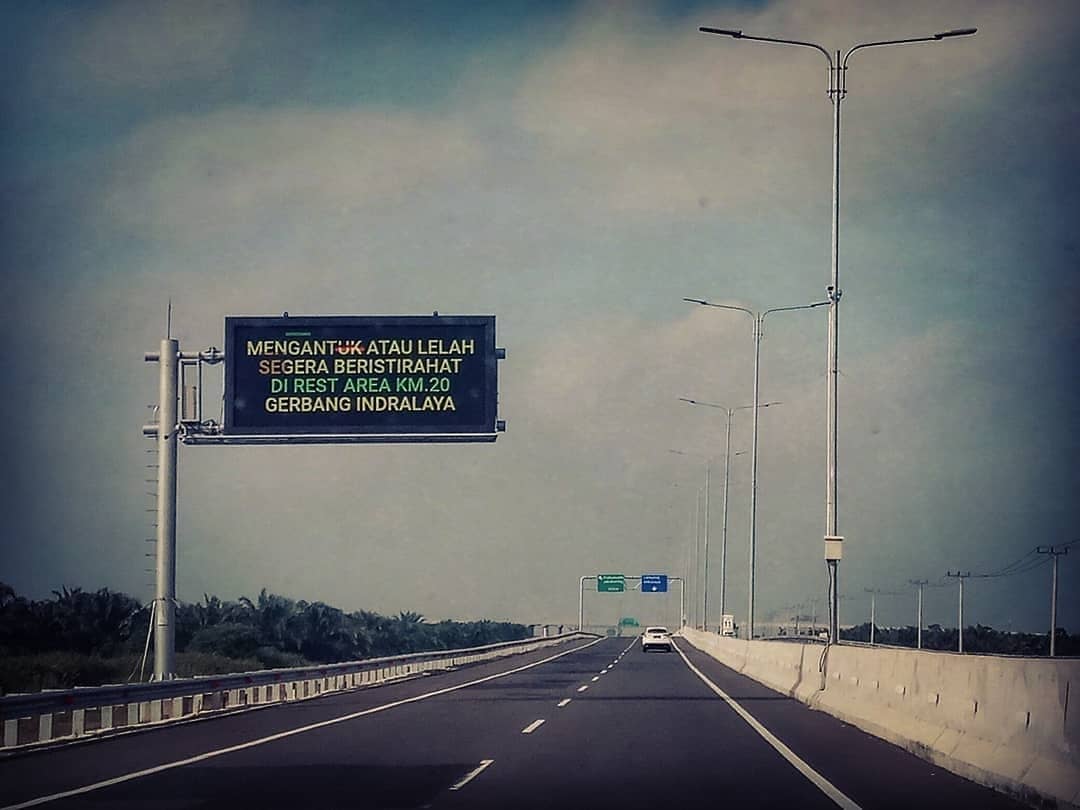 MENGANTUK ATAU LELAH
SEGERA BERISTIRAHAT
DI REST AREA KM.20
GERBANG INDRALAYA